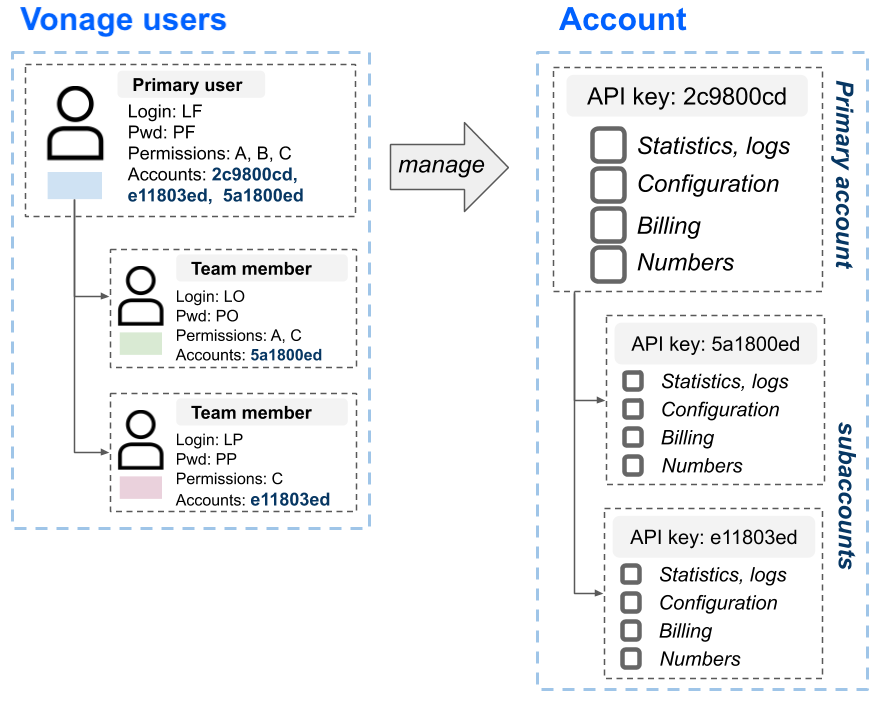 Vonage users
Primary user
Login: LF
Pwd: PF
Permissions: A, B, C
Accounts: 2c9800cd,
e11803ed, 5a1800ed
Team member
Login: LO
Pwd: PO
Permissions: A, C
Accounts: 5a1800ed
Team member
Login: LP
Pwd: PP
Permissions: C
Accounts: e11803ed
manage
Account
API key: 2c9800cd
Statistics, logs
Configuration
Billing
Numbers
Primary account
API key: 5a1800ed
Statistics, logs
Configuration
Billing
Numbers
subaccounts
API key: e11803ed
Statistics, logs
Configuration
Billing
Numbers